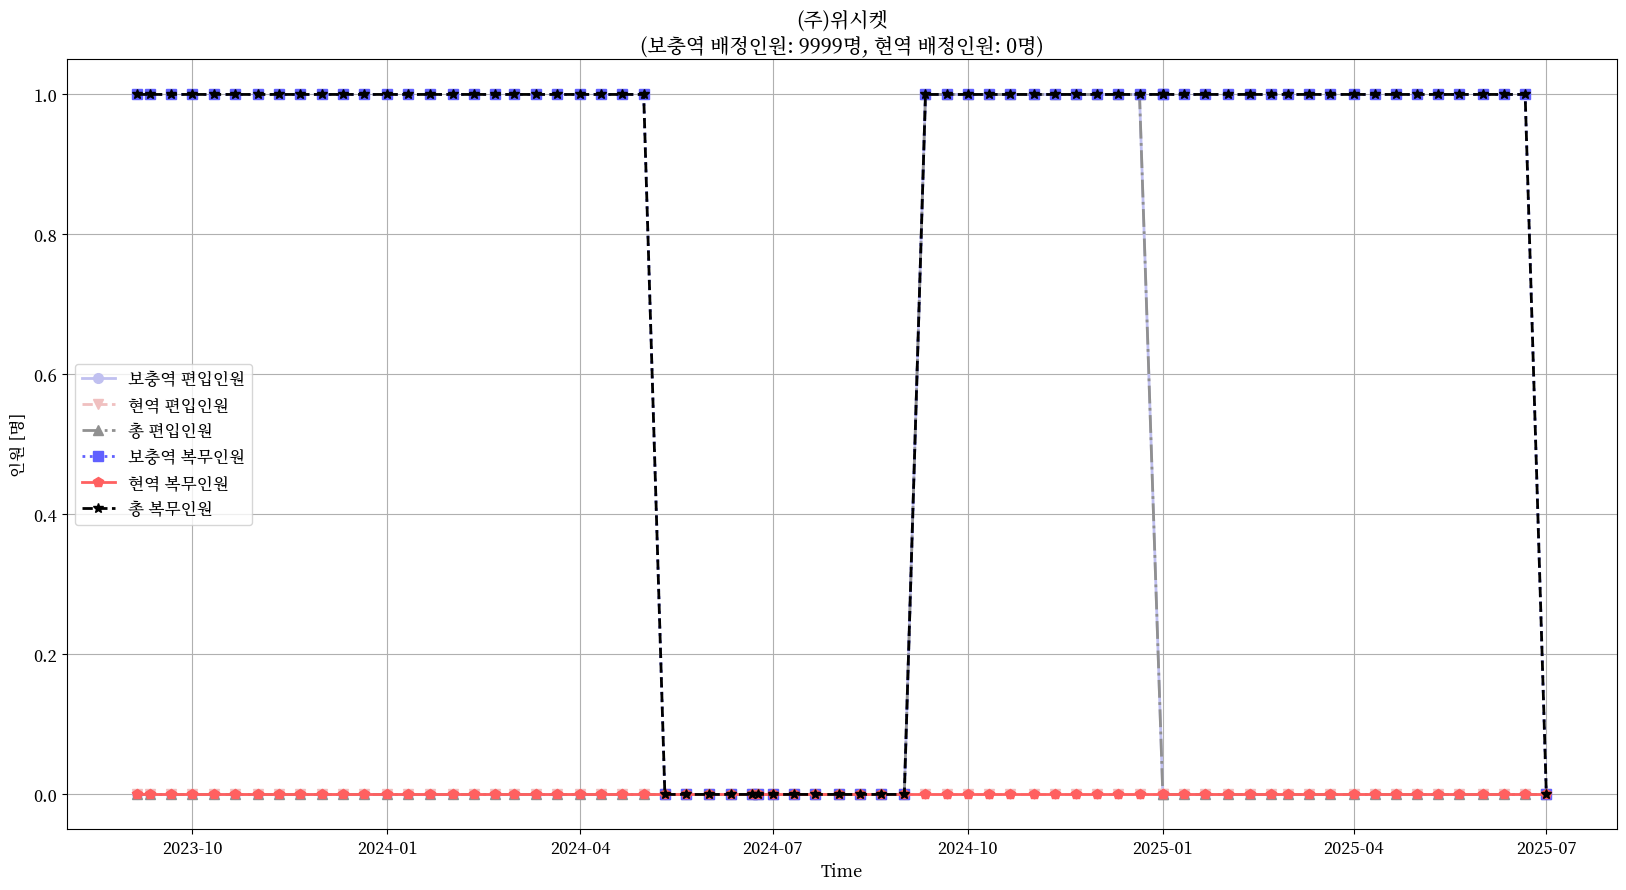 (주)위시켓
(보충역 배정인원: 9999명, 현역 배정인원: 0명)
1.0
0.8
0.6
0.4
0.2
0.0
인원 [명]
보충역 편입인원
현역 편입인원
총 편입인원
보충역 복무인원
현역 복무인원
총 복무인원
2023-10
2024-01
2024-04
2024-07
2024-10
2025-01
2025-04
2025-07
Time